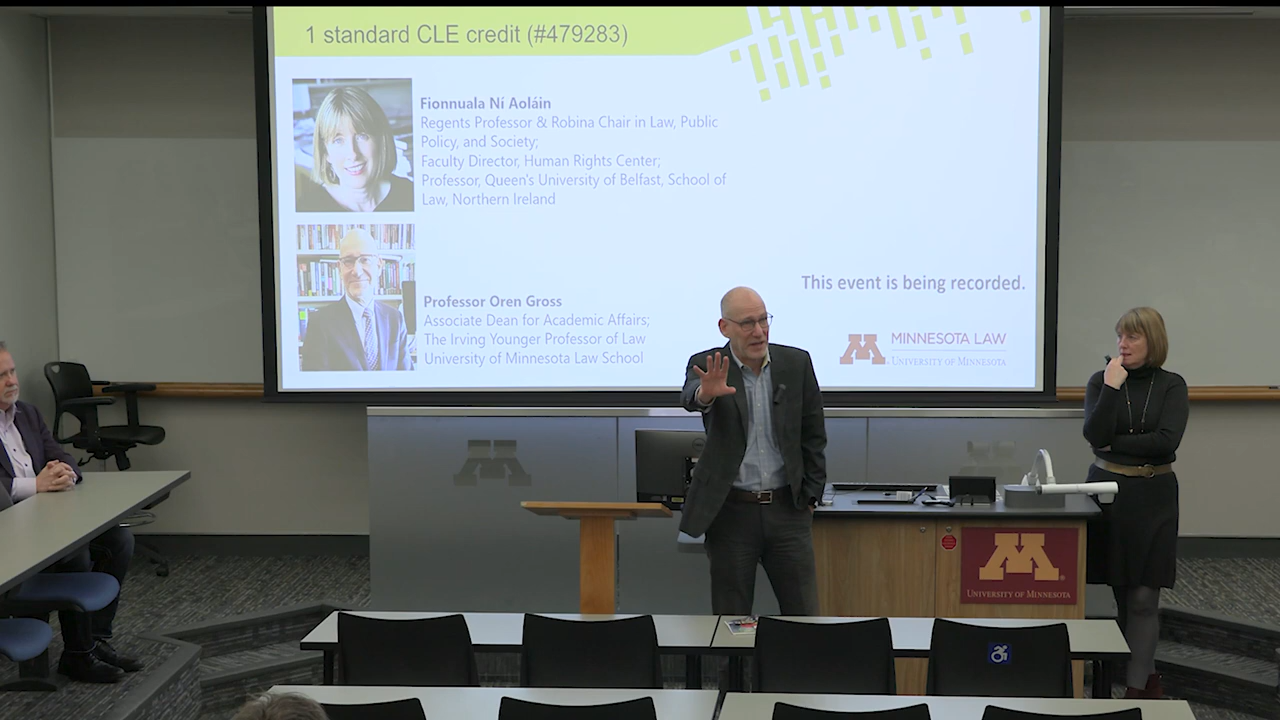 1 standard CLE credit (#479283)
Fionnuala Ní Aoláin
Regents Professor & Robina Chair in Law, Public
Policy, and Society;
Faculty Director, Human Rights Center;
Professor, Queen's University of Belfast, School of
Law, Northern Ireland
Professor Oren Gross
Associate Dean for Academic Affairs;
The Irving Younger Professor of Law
University of Minnesota Law School
This event is being recorded.
M
MINNESOTA LAW
UNIVERSITY OF MINNESOTA
M
M
UNIVERSITY OF MINNESOTA